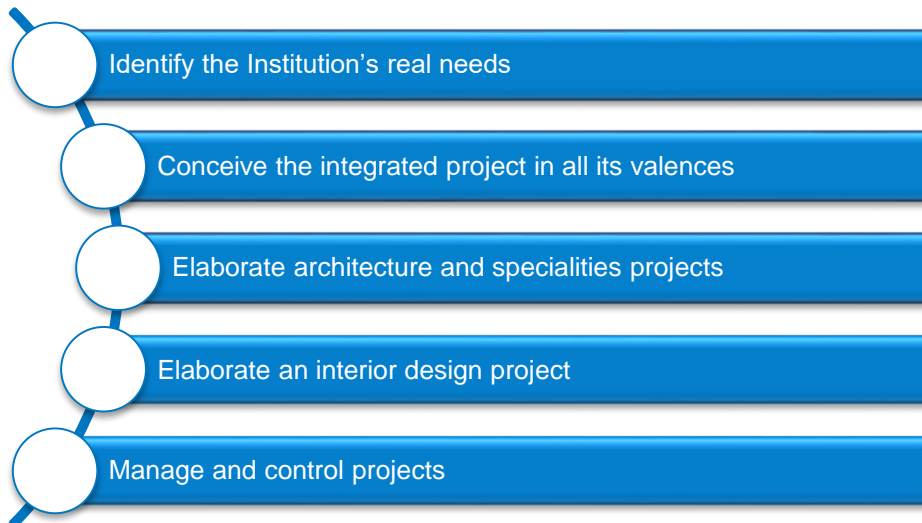 Identify the Institution’s real needs
Conceive the integrated project in all its valences
Elaborate architecture and specialities projects
Elaborate an interior design project
Manage and control projects